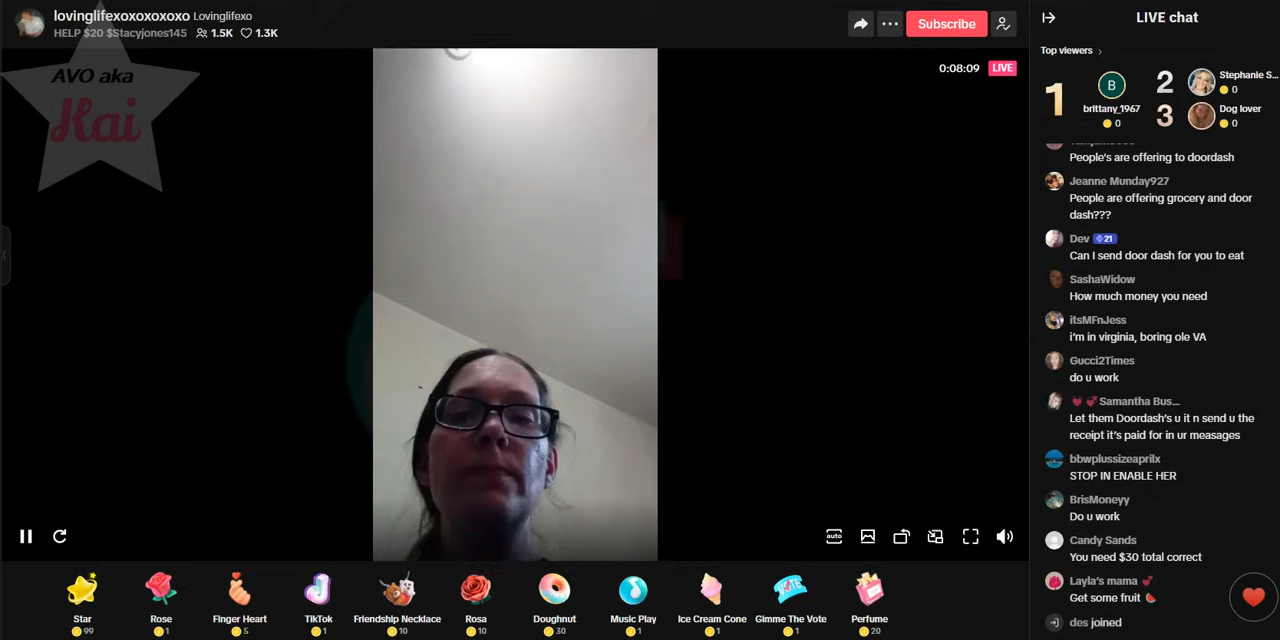 lovinglifexoxoxoxoxo Lovinglifexo
HELP $20 $Stacyjones145 1.5K 1.3K
Subscribe
AVO aka
Kai
0:08:09 LIVE
auto
Star
99
Rose
1
Finger Heart
5
TikTok
1
Friendship Necklace
10
Rosa
10
Doughnut
30
Music Play
1
Ice Cream Cone
1
Gimme The Vote
1
Perfume
20
LIVE chat
Top viewers
1
B
brittany_1967
0
2
Stephanie S...
0
3
Dog lover
0
People's are offering to doordash
Jeanne Munday927
People are offering grocery and door
dash???
Dev 21
Can I send door dash for you to eat
SashaWidow
How much money you need
itsMFnJess
i'm in virginia, boring ole VA
Gucci2Times
do u work
Samantha Bus...
Let them Doordash's u it n send u the
receipt it's paid for in ur meassages
bbwplussizeaprilx
STOP IN ENABLE HER
BrisMoneyy
Do u work
Candy Sands
You need $30 total correct
Layla's mama
Get some fruit
des joined